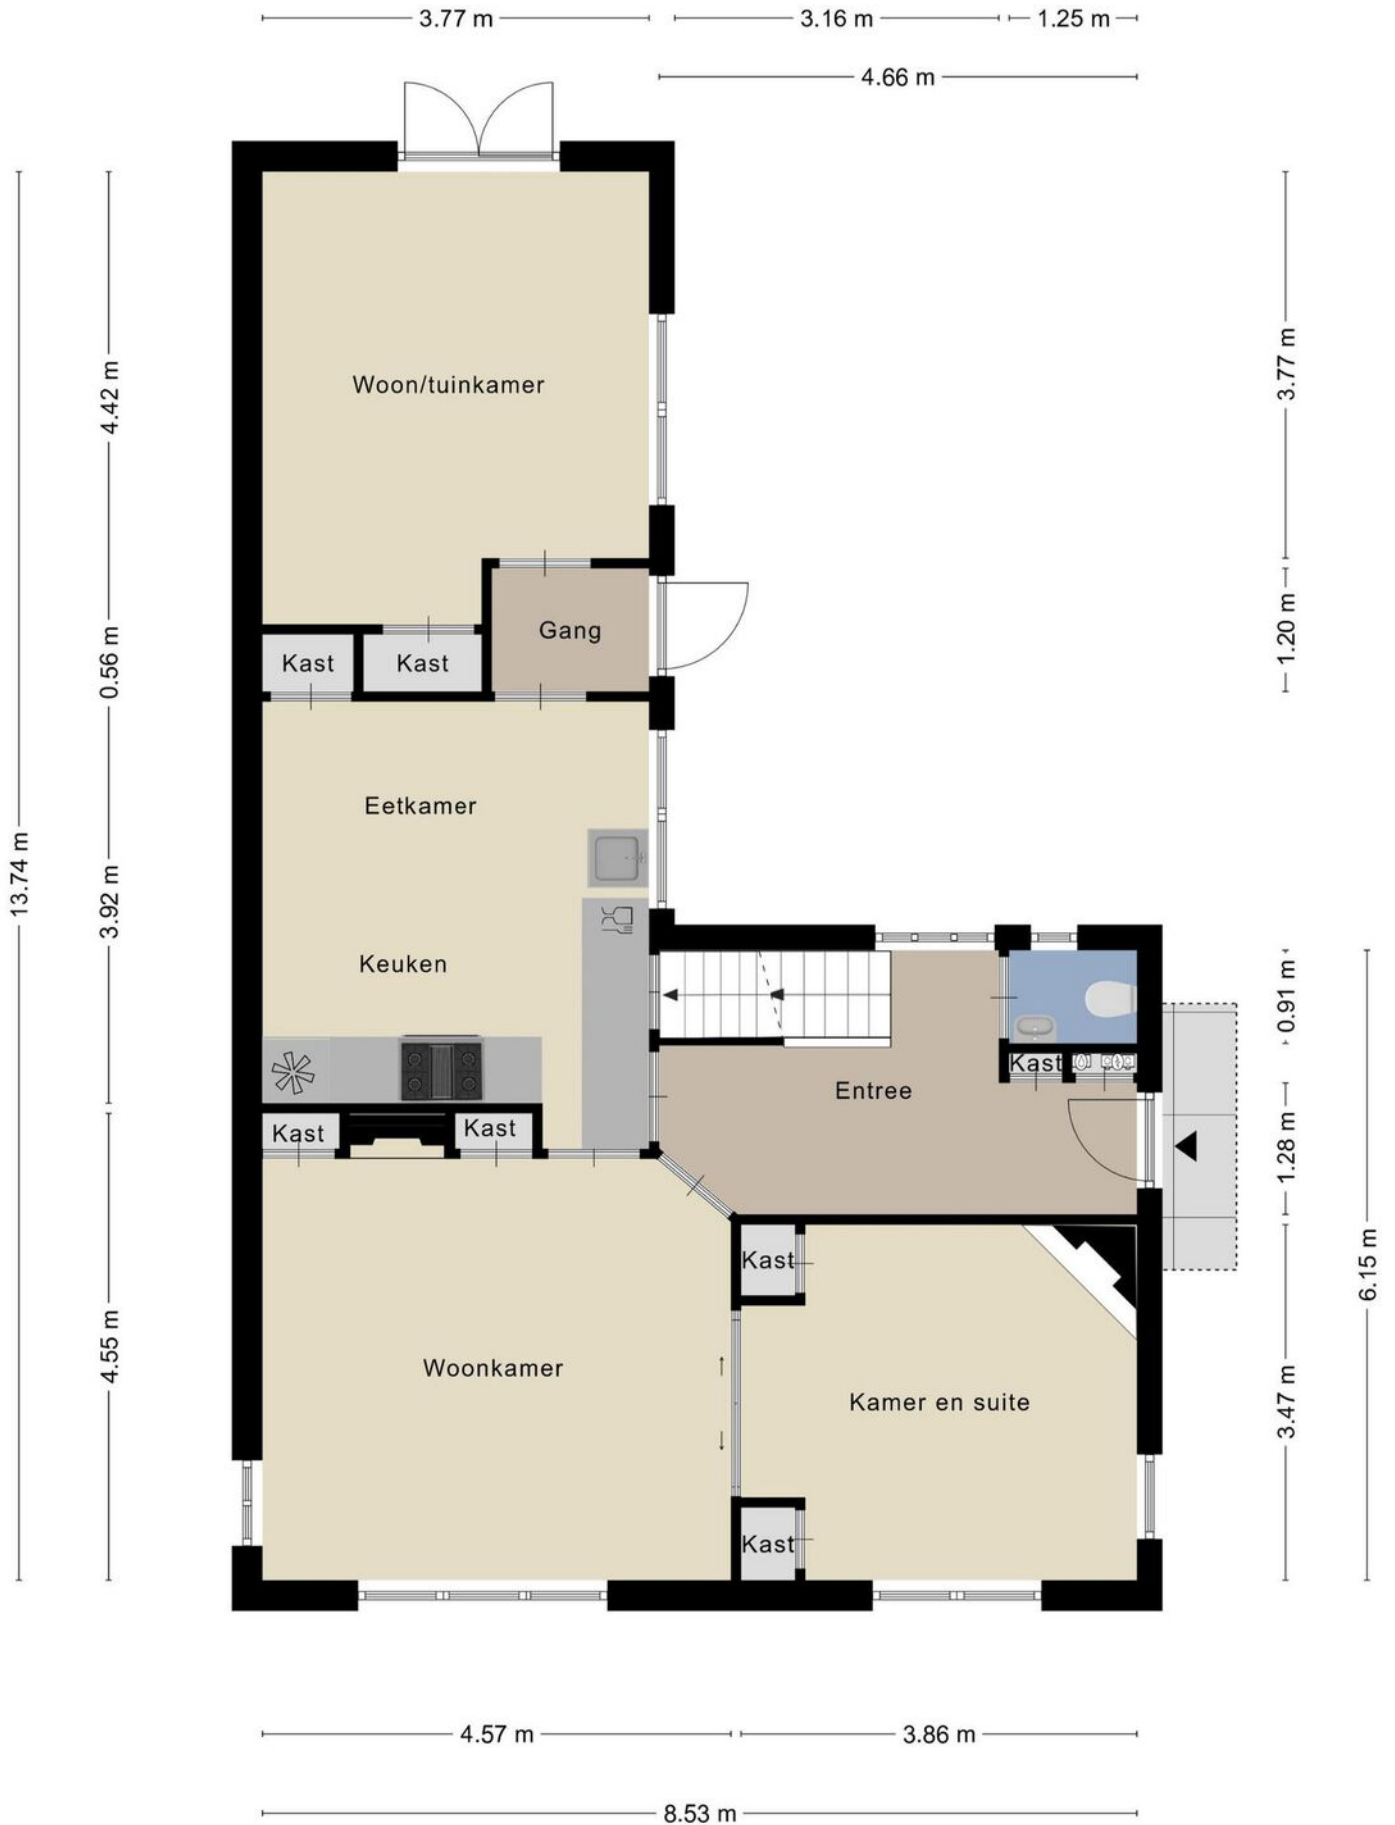 3.77 m
3.16 m
1.25 m
4.66 m
3.77 m
Woon/tuinkamer
4.42 m
1.20 m
Gang
0.56 m
Kast
Kast
Eetkamer
13.74 m
3.92 m
Keuken
0.91 m
Kast
Entree
Kast
Kast
1.28 m
6.15 m
Kast
4.55 m
Woonkamer
Kamer en suite
3.47 m
Kast
4.57 m
3.86 m
8.53 m